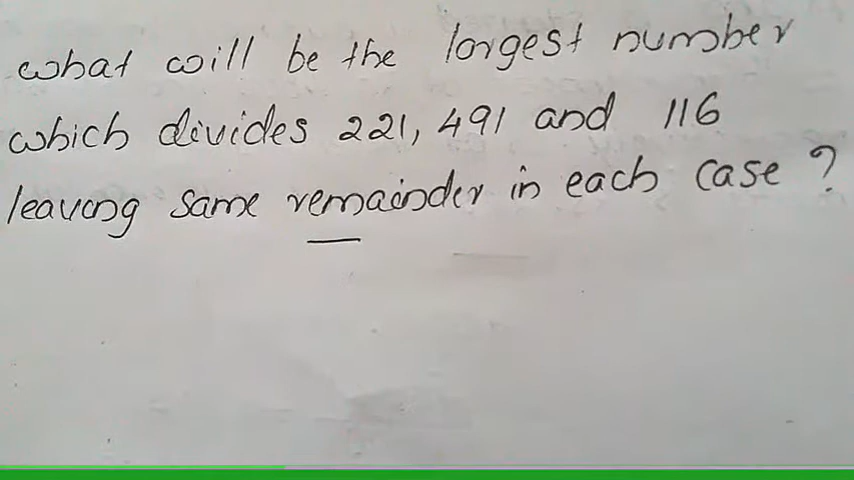 what will be the largest number
which divides 221, 491 and 116
leaving same remainder in each case ?